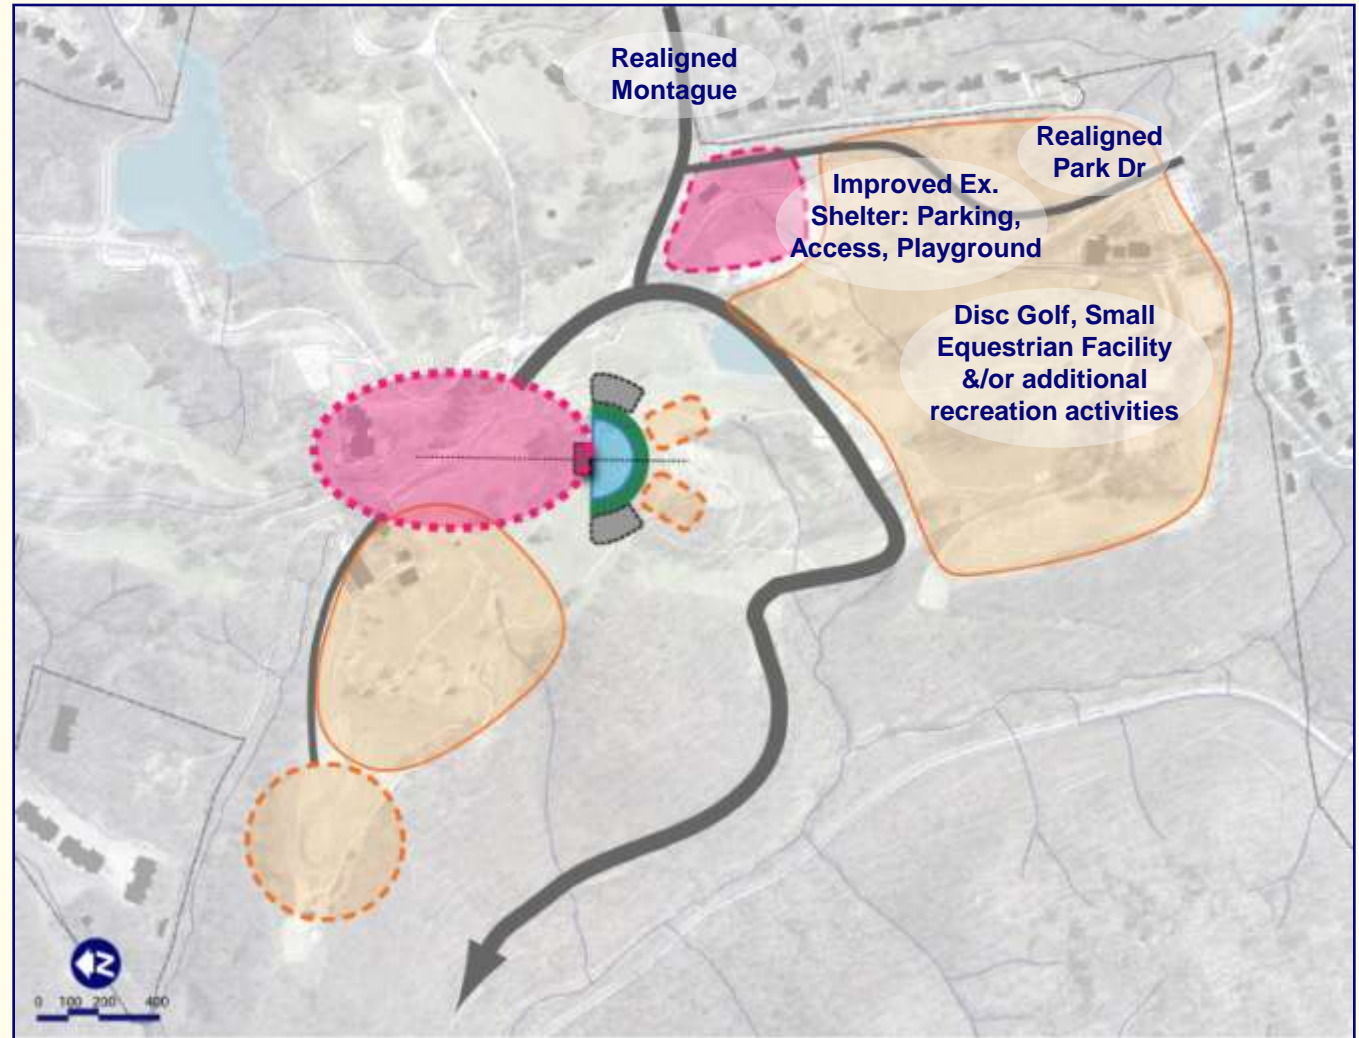 Realigned
Montague
Realigned
Park Dr
Improved Ex.
Shelter: Parking,
Access, Playground
Disc Golf, Small
Equestrian Facility
&/or additional
recreation activities
N
0 100 200 400